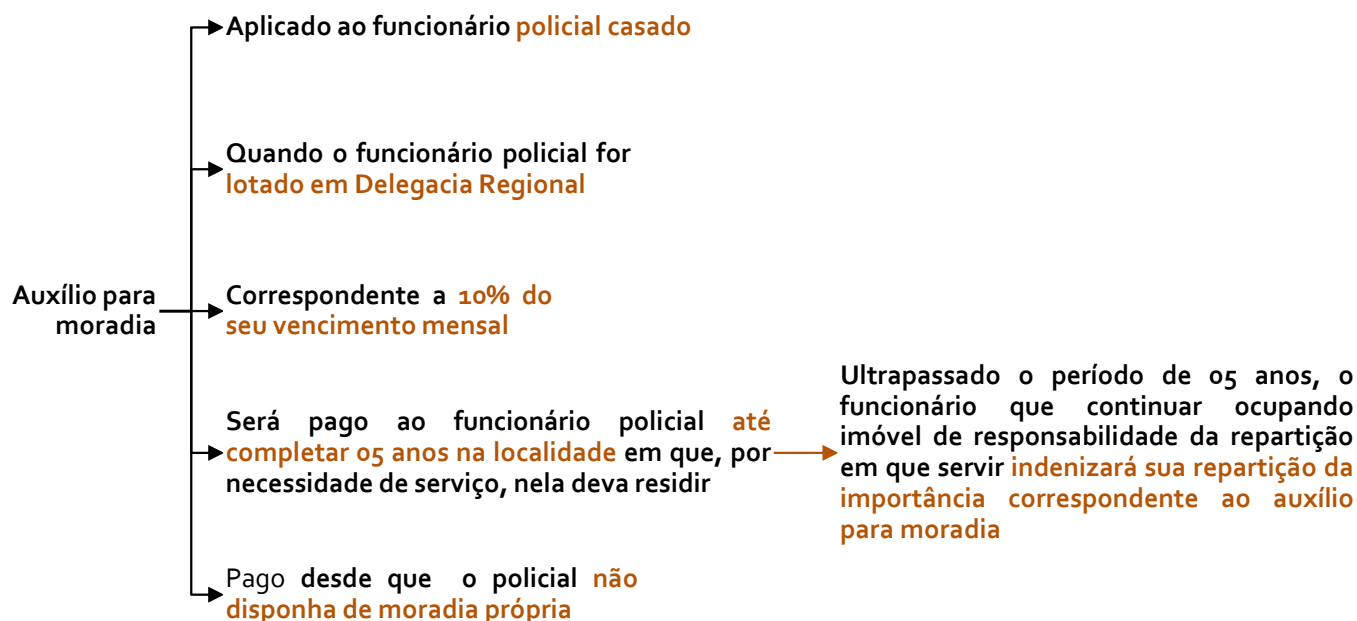 Aplicado ao funcionário policial casado
Quando o funcionário policial for
lotado em Delegacia Regional
Auxílio para
moradia
Correspondente a 10% do
seu vencimento mensal
Será pago ao funcionário policial até
completar 05 anos na localidade em que, por
necessidade de serviço, nela deva residir
Ultrapassado o período de 05 anos, o
funcionário que continuar ocupando
imóvel de responsabilidade da repartição
em que servir indenizará sua repartição da
importância correspondente ao auxílio
para moradia
Pago desde que o policial não
disponha de moradia própria